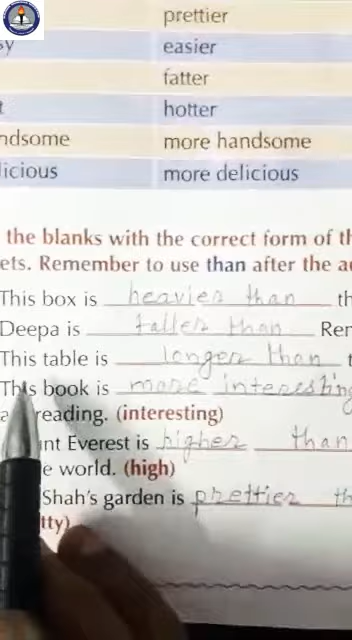 prettier
sy easier
fatter
t hotter
ndsome more handsome
licious more delicious
the blanks with the correct form of th
ets. Remember to use than after the a
This box is heavier than th
Deepa is taller than Ren
This table is longer than t
This book is more interesting
reading. (interesting)
nt Everest is higher than
e world. (high)
Shah's garden is prettier th
tty)